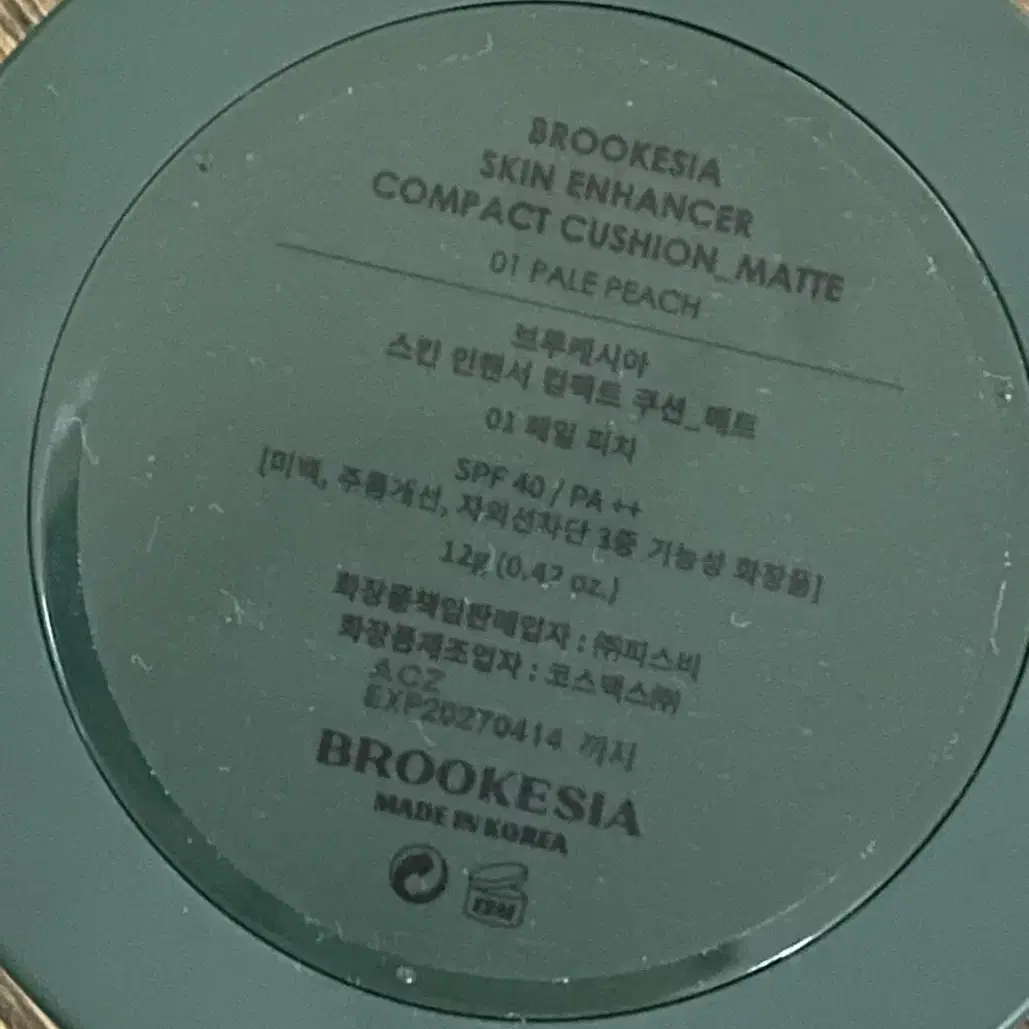 BROOKESIA
SKIN ENHANCER
COMPACT CUSHION_MATTE
01 PALE PEACH
브루케시아
스킨 인핸서 컴팩트 쿠션_매트
01 페일 피치
SPF 40 / PA ++
[미백, 주름개선, 자외선차단 3중 기능성 화장품]
12g (0.42 oz.)
화장품책임판매업자 : ㈜피스비
화장품제조업자 : 코스맥스㈜
ACZ
EXP20270414 까지
BROOKESIA
MADE IN KOREA